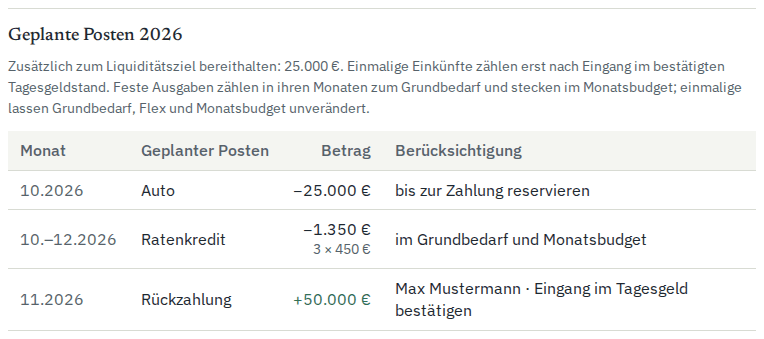 Geplante Posten 2026
Zusätzlich zum Liquiditätsziel bereithalten: 25.000 €. Einmalige Einkünfte zählen erst nach Eingang im bestätigten
Tagesgeldstand. Feste Ausgaben zählen in ihren Monaten zum Grundbedarf und stecken im Monatsbudget; einmalige
lassen Grundbedarf, Flex und Monatsbudget unverändert.
Monat Geplanter Posten Betrag Berücksichtigung
10.2026 Auto −25.000 € bis zur Zahlung reservieren
10.–12.2026 Ratenkredit −1.350 € im Grundbedarf und Monatsbudget
3 × 450 €
11.2026 Rückzahlung +50.000 € Max Mustermann · Eingang im Tagesgeld
bestätigen